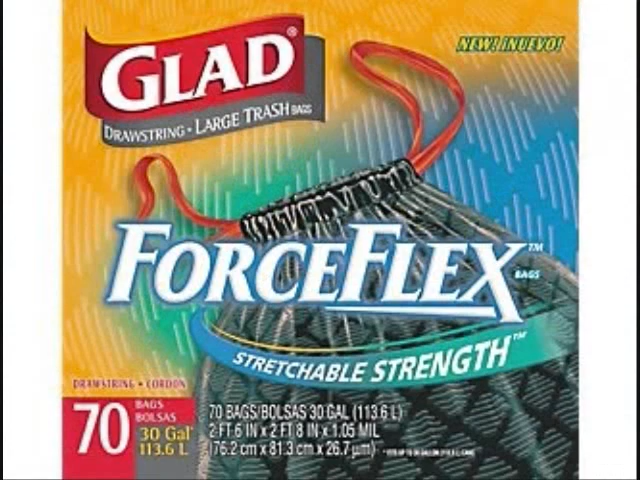 GLAD®
DRAWSTRING • LARGE TRASH BAGS
NEW! ¡NUEVO!
FORCEFLEX™
BAGS
STRETCHABLE STRENGTH™
DRAWSTRING • CORDON
70 BAGS
BOLSAS
30 Gal*
113.6 L
70 BAGS/BOLSAS 30 GAL (113.6 L)
2 FT 6 IN x 2 FT 8 IN x 1.05 MIL
(76.2 cm x 81.3 cm x 26.7 µm)